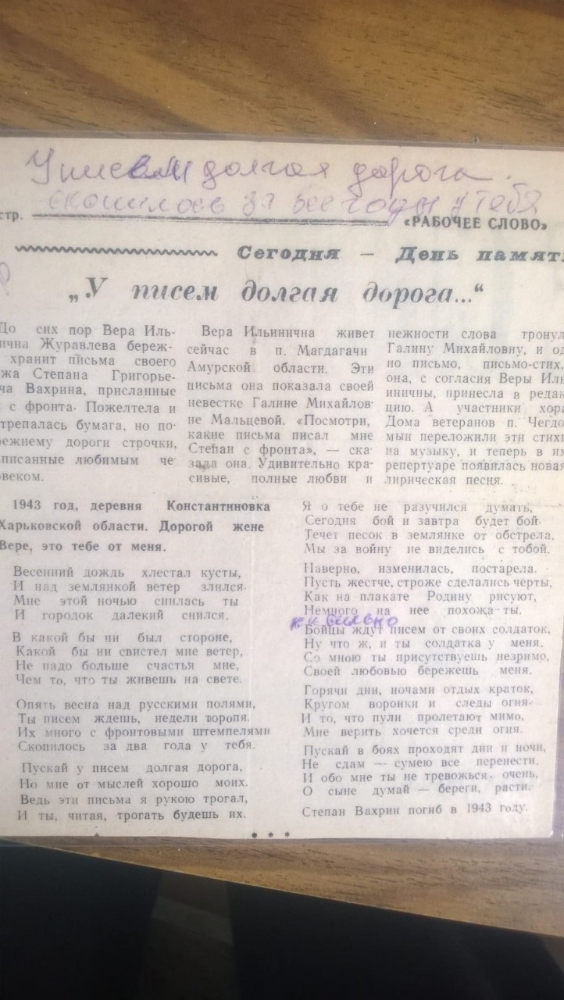 У писем долгая дорога.
скопилось за все годы у тебя
стр.
«РАБОЧЕЕ СЛОВО»
Сегодня — День памят
„У писем долгая дорога...“
До сих пор Вера Иль-
ична Журавлева береж-
хранит письма своего
жа Степана Григорье-
ча Вахрина, присланные
с фронта. Пожелтела и
трепалась бумага, но по-
режнему дороги строчки,
писанные любимым че-
овеком.
Вера Ильинична живет
сейчас в п. Магдагачи
Амурской области. Эти
письма она показала своей
невестке Галине Михайлов-
не Мальцевой. «Посмотри,
какие письма писал мне
Степан с фронта», — ска-
зала она. Удивительно кра-
сивые, полные любви и
нежности слова тронул
Галину Михайловну, и од
но письмо, письмо-стих,
она, с согласия Веры Иль
иничны, принесла в редак
цию. А участники хора
Дома ветеранов п. Чегдо
мын переложили эти стихи
на музыку, и теперь в их
репертуаре появилась новая
лирическая песня.
1943 год, деревня Константиновка
Харьковской области. Дорогой жене
Вере, это тебе от меня.
Весенний дождь хлестал кусты,
И над землянкой ветер злился.
Мне этой ночью снилась ты
И городок далекий снился.
В какой бы ни был стороне,
Какой бы ни свистел мне ветер,
Не надо больше счастья мне,
Чем то, что ты живешь на свете.
Опять весна над русскими полями,
Ты писем ждешь, недели торопя.
Их много с фронтовыми штемпелями
Скопилось за два года у тебя.
Пускай у писем долгая дорога,
Но мне от мыслей хорошо моих.
Ведь эти письма я рукою трогал,
И ты, читая, трогать будешь их.
Я о тебе не разучился думать,
Сегодня бой и завтра будет бой.
Течет песок в землянке от обстрела,
Мы за войну не виделись с тобой.
Наверно, изменилась, постарела.
Пусть жестче, строже сделались черты,
Как на плакате Родину рисуют,
Немного на нее похожа ты.
Бойцы ждут писем от своих солдаток,
Ну что ж, и ты солдатка у меня.
Со мною ты присутствуешь незримо,
Своей любовью бережешь меня.
Горячи дни, ночами отдых краток,
Кругом воронки и следы огня.
И то, что пули пролетают мимо,
Мне верить хочется среди огня.
Пускай в боях проходят дни и ночи,
Не сдам — сумею все перенести.
И обо мне ты не тревожься очень,
О сыне думай — береги, расти.
Степан Вахрин погиб в 1943 году.